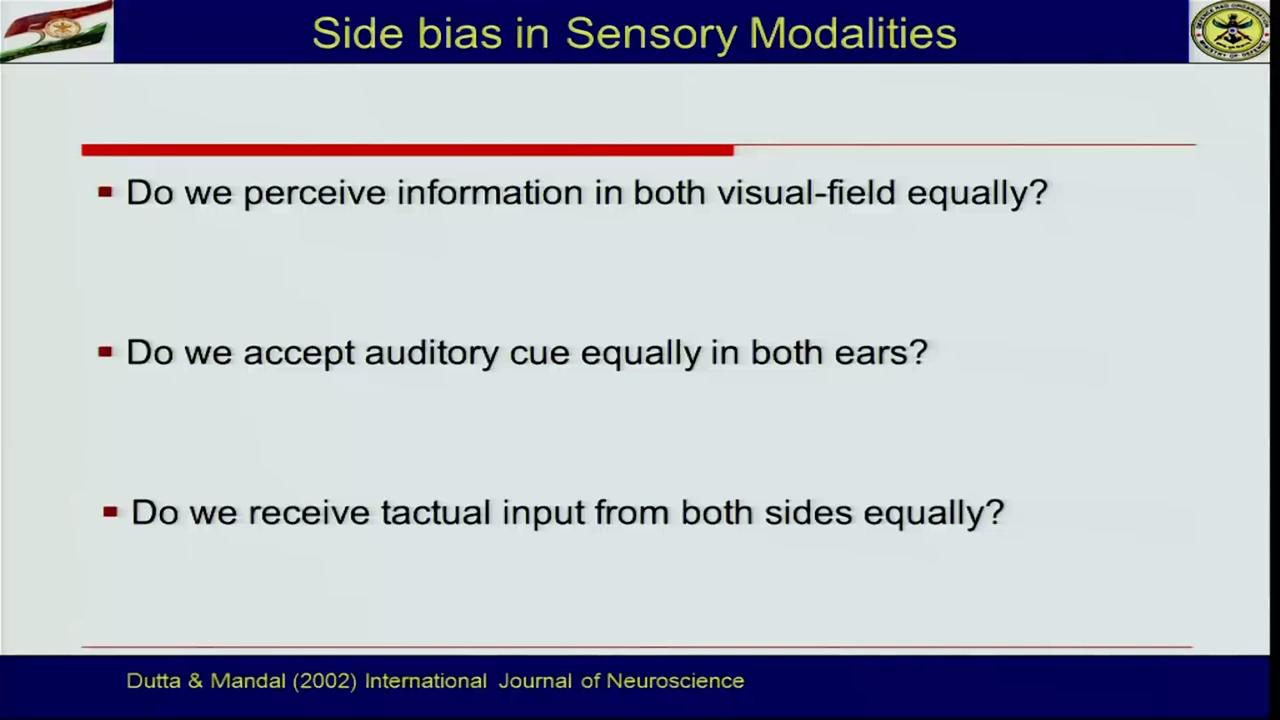 Side bias in Sensory Modalities
Do we perceive information in both visual-field equally?
Do we accept auditory cue equally in both ears?
Do we receive tactual input from both sides equally?
Dutta & Mandal (2002) International Journal of Neuroscience